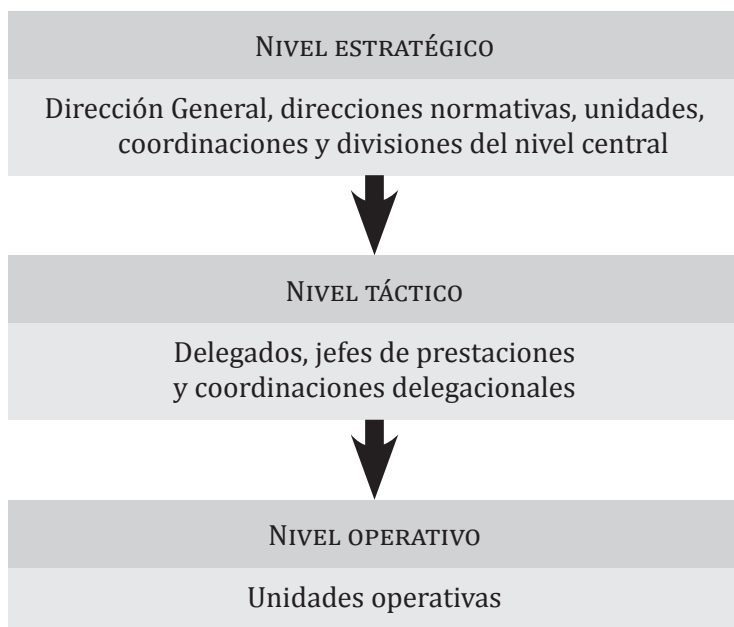 NIVEL ESTRATÉGICO
Dirección General, direcciones normativas, unidades,
coordinaciones y divisiones del nivel central
NIVEL TÁCTICO
Delegados, jefes de prestaciones
y coordinaciones delegacionales
NIVEL OPERATIVO
Unidades operativas